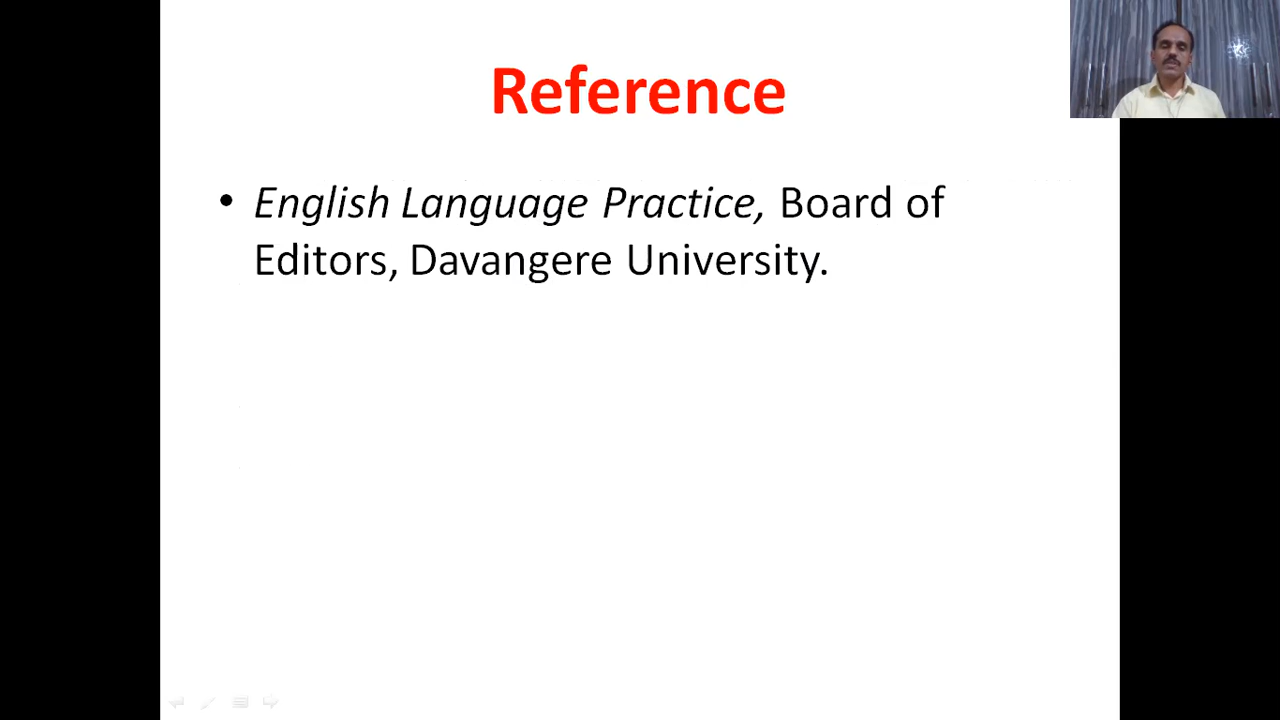 Reference
• English Language Practice, Board of
Editors, Davangere University.